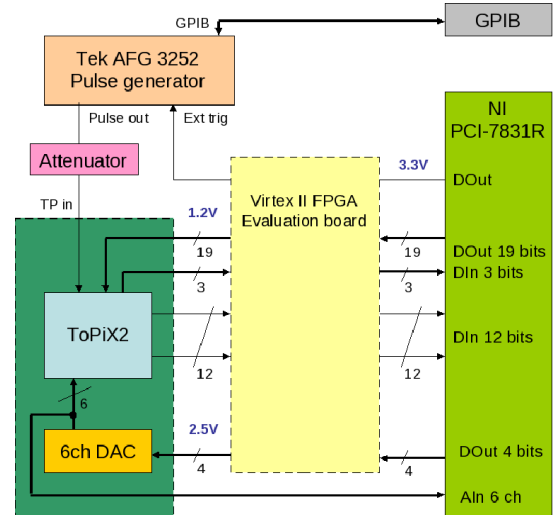 GPIB
GPIB
Tek AFG 3252
Pulse generator
NI
PCI-7831R
Pulse out
Ext trig
Attenuator
3.3V
DOut
TP in
1.2V
Virtex II FPGA
Evaluation board
19
19
DOut 19 bits
3
3
DIn 3 bits
ToPiX2
DIn 12 bits
12
12
6
2.5V
6ch DAC
4
4
DOut 4 bits
AIn 6 ch